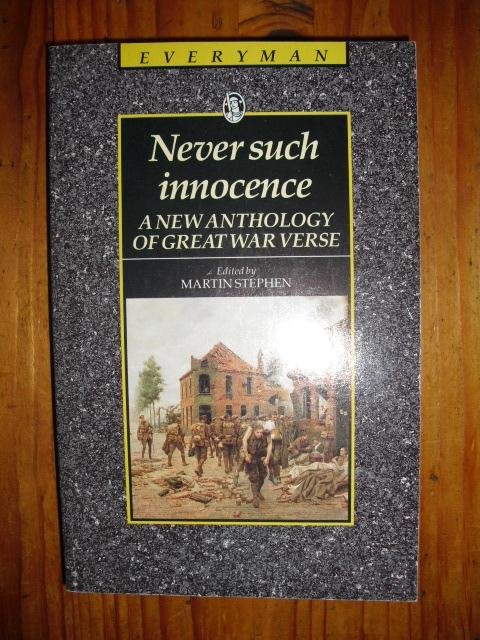 EVERYMAN
Never such
innocence
A NEW ANTHOLOGY
OF GREAT WAR VERSE
Edited by
MARTIN STEPHEN